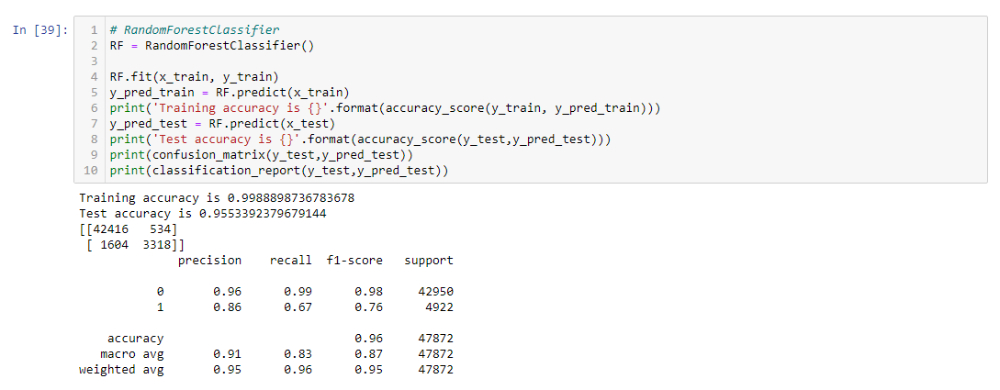 In [39]:
1 # RandomForestClassifier
2 RF = RandomForestClassifier()
3
4 RF.fit(x_train, y_train)
5 y_pred_train = RF.predict(x_train)
6 print('Training accuracy is {}'.format(accuracy_score(y_train, y_pred_train)))
7 y_pred_test = RF.predict(x_test)
8 print('Test accuracy is {}'.format(accuracy_score(y_test,y_pred_test)))
9 print(confusion_matrix(y_test,y_pred_test))
10 print(classification_report(y_test,y_pred_test))
Training accuracy is 0.9988898736783678
Test accuracy is 0.9553392379679144
[[42416   534]
 [ 1604  3318]]
              precision    recall  f1-score   support

           0       0.96      0.99      0.98     42950
           1       0.86      0.67      0.76      4922

    accuracy                           0.96     47872
   macro avg       0.91      0.83      0.87     47872
weighted avg       0.95      0.96      0.95     47872